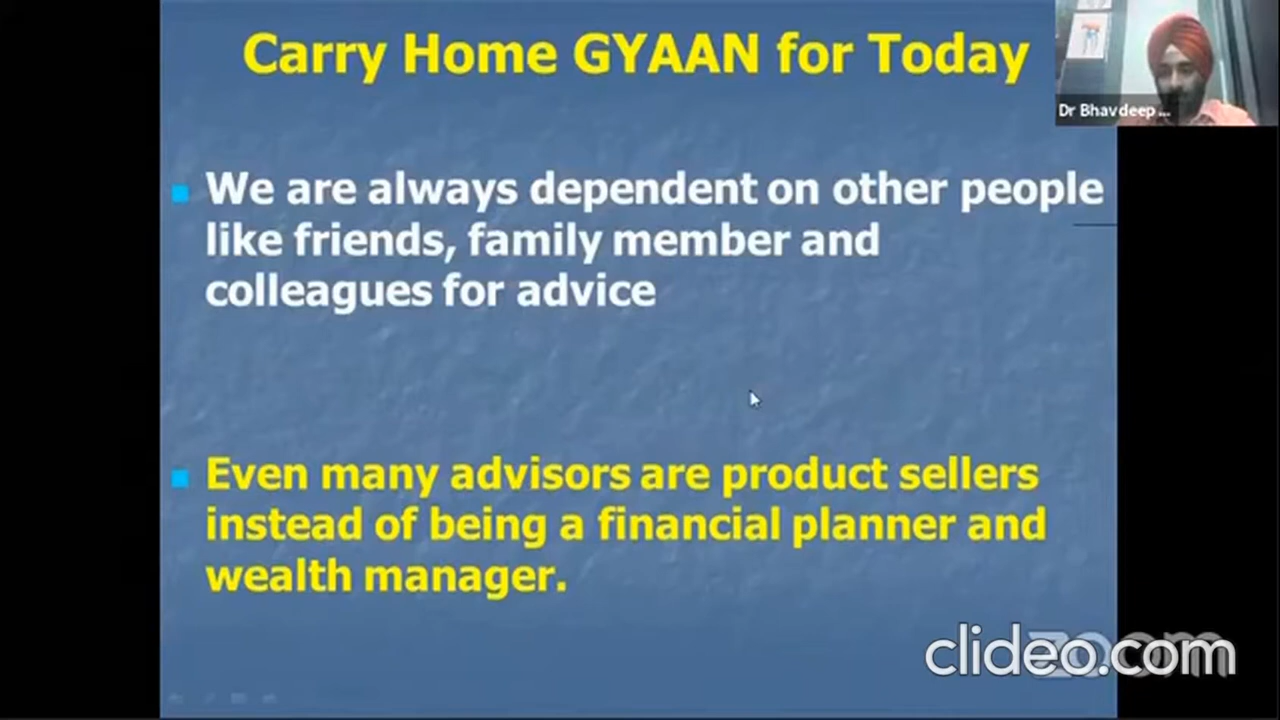 Carry Home GYAAN for Today
Dr Bhavdeep ...
We are always dependent on other people
like friends, family member and
colleagues for advice
Even many advisors are product sellers
instead of being a financial planner and
wealth manager.
zoom
clideo.com